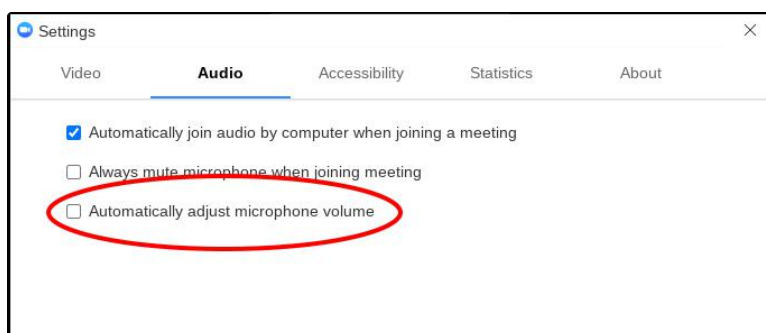 Settings
Video Audio Accessibility Statistics About
Automatically join audio by computer when joining a meeting
Always mute microphone when joining meeting
Automatically adjust microphone volume